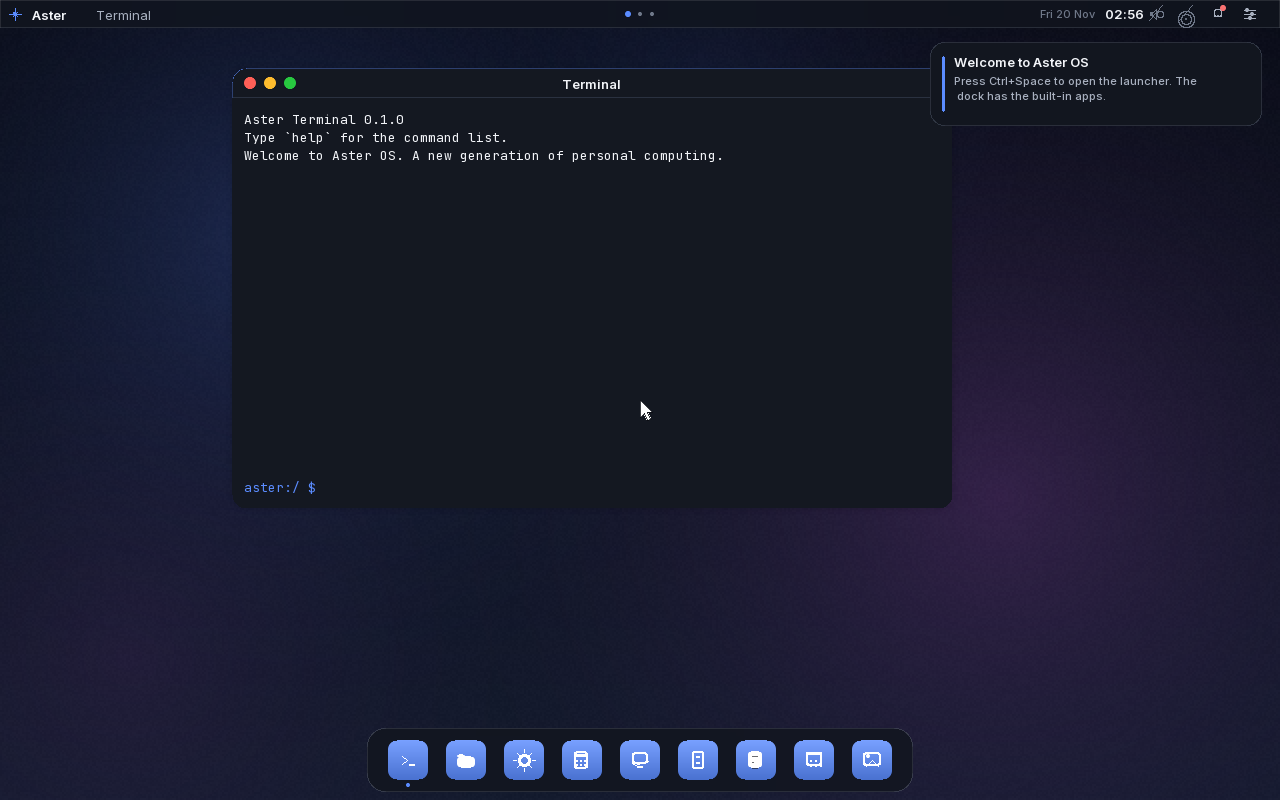 Aster Terminal Fri 20 Nov 02:56
Terminal
Welcome to Aster OS
Press Ctrl+Space to open the launcher. The
dock has the built-in apps.
Aster Terminal 0.1.0
Type `help` for the command list.
Welcome to Aster OS. A new generation of personal computing.
aster:/ $